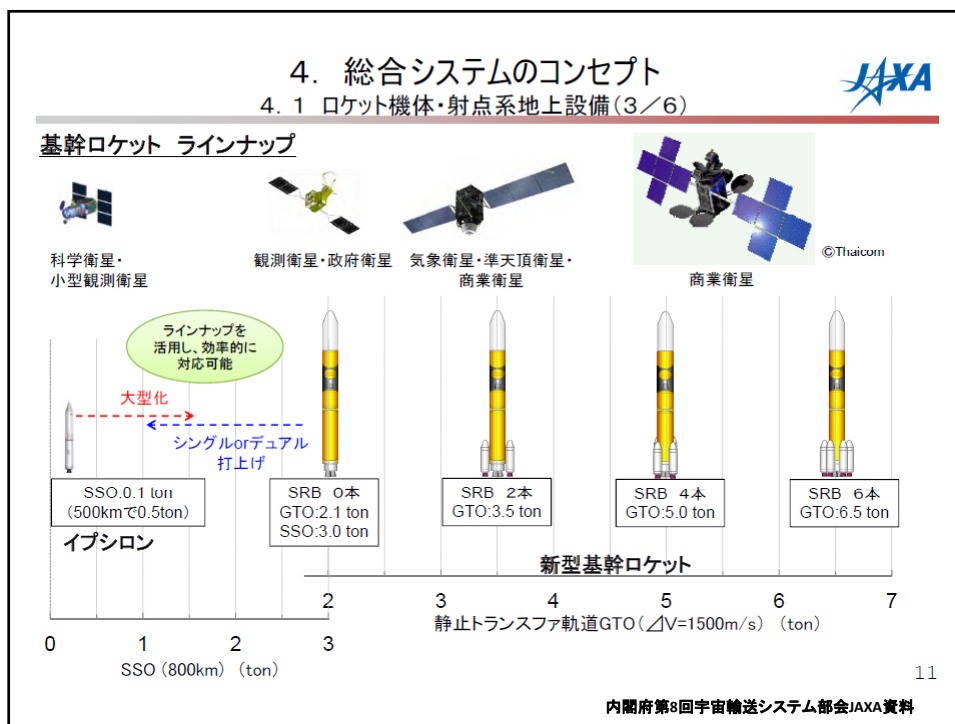 4. 総合システムのコンセプト
4.1 ロケット機体・射点系地上設備(3/6)
JAXA
基幹ロケット ラインナップ
科学衛星・
小型観測衛星
観測衛星・政府衛星
気象衛星・準天頂衛星・
商業衛星
©Thaicom
商業衛星
ラインナップを
活用し、効率的に
対応可能
大型化
シングルorデュアル
打上げ
SSO:0.1 ton
(500kmで0.5ton)
イプシロン
SRB 0本
GTO:2.1 ton
SSO:3.0 ton
SRB 2本
GTO:3.5 ton
SRB 4本
GTO:5.0 ton
SRB 6本
GTO:6.5 ton
新型基幹ロケット
2 3 4 5 6 7
静止トランスファ軌道GTO(⊿V=1500m/s) (ton)
0 1 2 3
SSO (800km) (ton)
11
内閣府第8回宇宙輸送システム部会JAXA資料